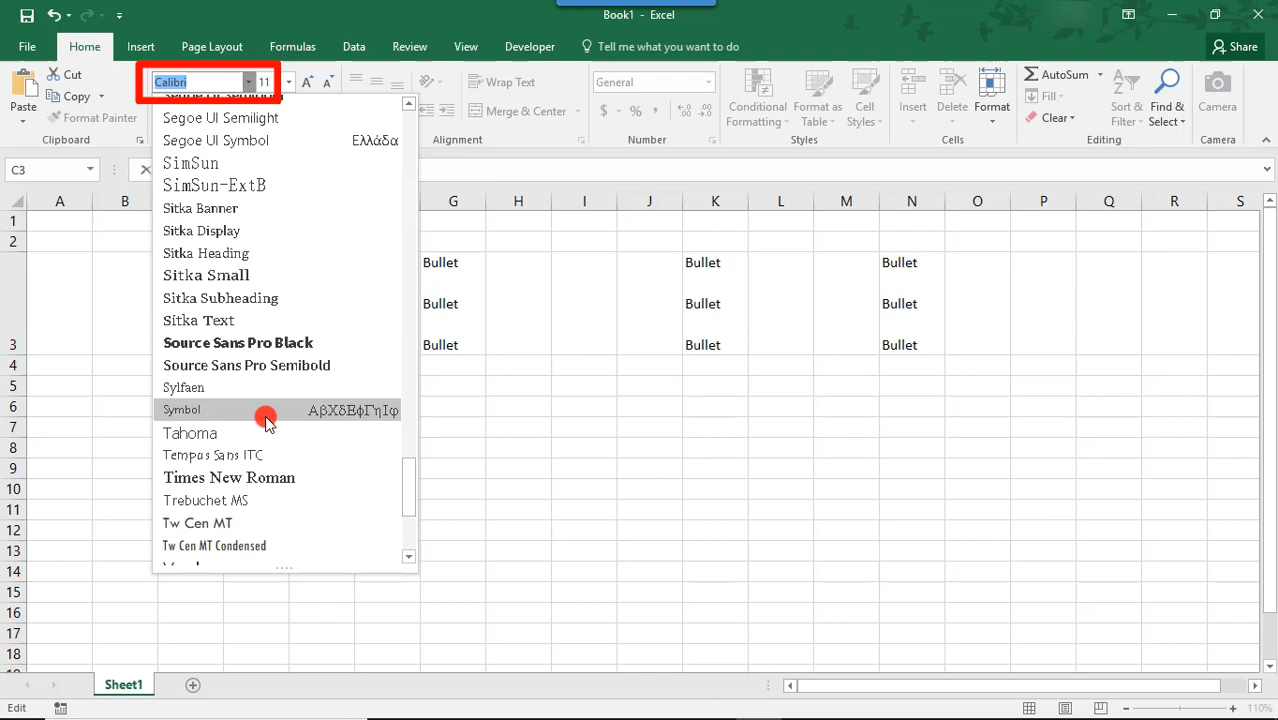 Book1 - Excel
File Home Insert Page Layout Formulas Data Review View Developer Tell me what you want to do Share
Paste
Cut
Copy
Format Painter
Clipboard
Calibri 11
Wrap Text
Merge & Center
Alignment
General
$ % ,
Number
Conditional Formatting
Format as Table
Cell Styles
Styles
Insert
Delete
Format
Cells
AutoSum
Fill
Clear
Sort & Filter
Find & Select
Editing
Camera
Camera
C3
Segoe UI Semilight
Segoe UI Symbol Ελλάδα
SimSun
SimSun-ExtB
Sitka Banner
Sitka Display
Sitka Heading
Sitka Small
Sitka Subheading
Sitka Text
Source Sans Pro Black
Source Sans Pro Semibold
Sylfaen
Symbol ΑβΧδΕφΓηΙφ
Tahoma
Tempus Sans ITC
Times New Roman
Trebuchet MS
Tw Cen MT
Tw Cen MT Condensed
A B G H I J K L M N O P Q R S
1
2
Bullet Bullet Bullet
Bullet Bullet Bullet
3 Bullet Bullet Bullet
4
5
6
7
8
9
10
11
12
13
14
15
16
17
18
Sheet1
Edit
110%